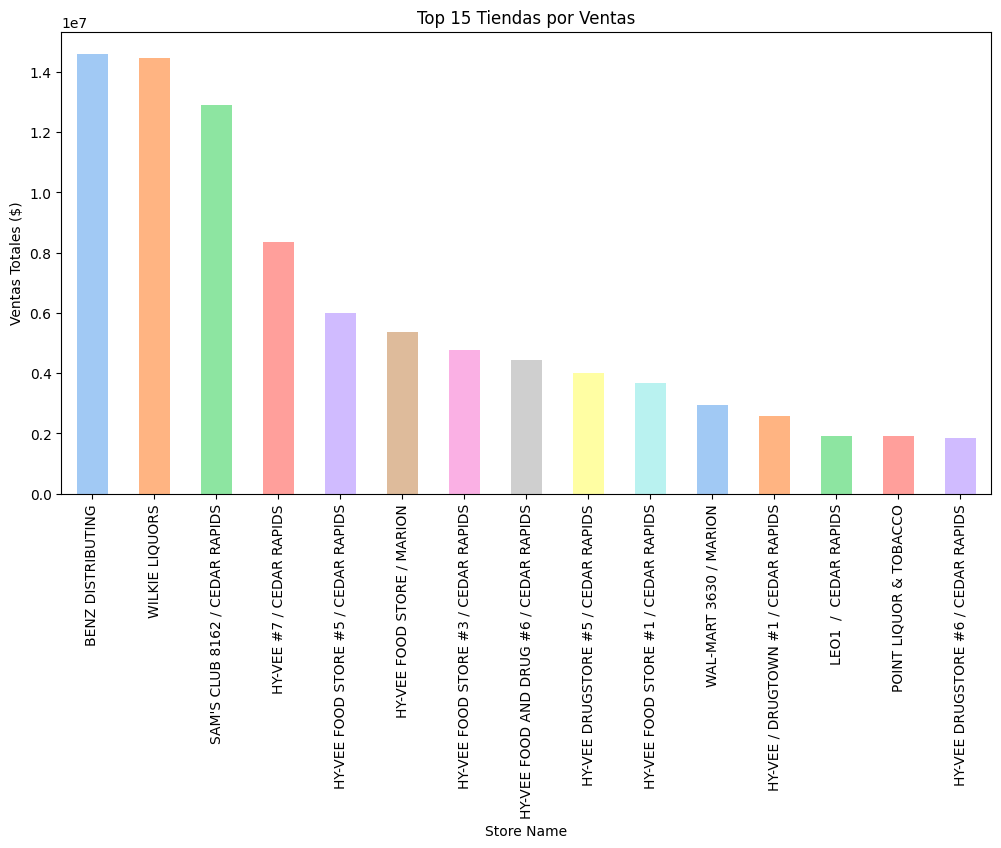 Top 15 Tiendas por Ventas
1e7
1.4
1.2
1.0
0.8
0.6
0.4
0.2
0.0
Ventas Totales ($)
BENZ DISTRIBUTING
WILKIE LIQUORS
SAM'S CLUB 8162 / CEDAR RAPIDS
HY-VEE #7 / CEDAR RAPIDS
HY-VEE FOOD STORE #5 / CEDAR RAPIDS
HY-VEE FOOD STORE / MARION
HY-VEE FOOD STORE #3 / CEDAR RAPIDS
HY-VEE FOOD AND DRUG #6 / CEDAR RAPIDS
HY-VEE DRUGSTORE #5 / CEDAR RAPIDS
HY-VEE FOOD STORE #1 / CEDAR RAPIDS
WAL-MART 3630 / MARION
HY-VEE / DRUGTOWN #1 / CEDAR RAPIDS
LEO1  /  CEDAR RAPIDS
POINT LIQUOR & TOBACCO
HY-VEE DRUGSTORE #6 / CEDAR RAPIDS
Store Name